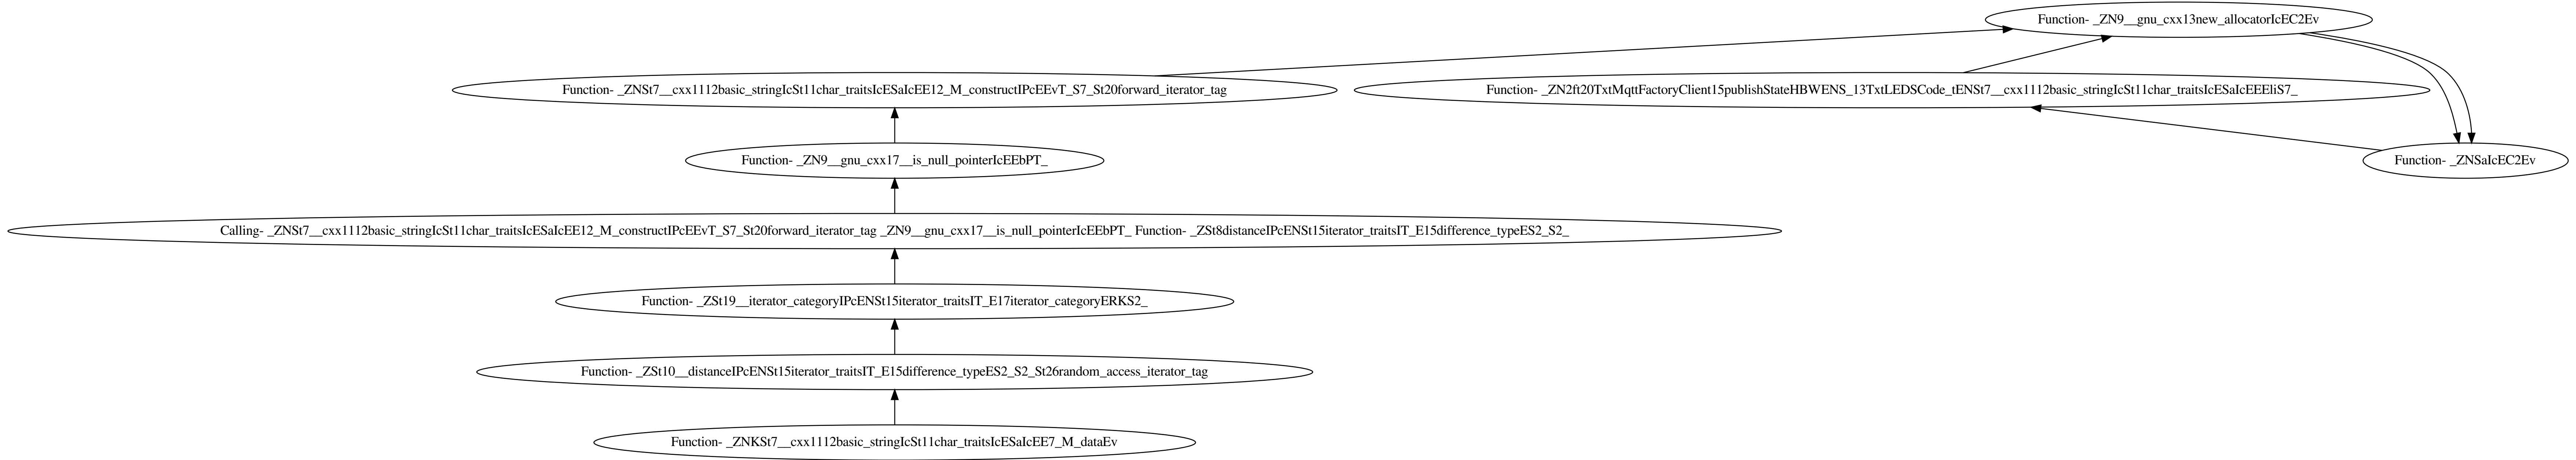 Function- _ZN9__gnu_cxx13new_allocatorIcEC2Ev
Function- _ZNSt7__cxx1112basic_stringIcSt11char_traitsIcESaIcEE12_M_constructIPcEEvT_S7_St20forward_iterator_tag
Function- _ZN2ft20TxtMqttFactoryClient15publishStateHBWENS_13TxtLEDSCode_tENSt7__cxx1112basic_stringIcSt11char_traitsIcESaIcEEEliS7_
Function- _ZN9__gnu_cxx17__is_null_pointerIcEEbPT_
Function- _ZNSaIcEC2Ev
Calling- _ZNSt7__cxx1112basic_stringIcSt11char_traitsIcESaIcEE12_M_constructIPcEEvT_S7_St20forward_iterator_tag _ZN9__gnu_cxx17__is_null_pointerIcEEbPT_ Function- _ZSt8distanceIPcENSt15iterator_traitsIT_E15difference_typeES2_S2_
Function- _ZSt19__iterator_categoryIPcENSt15iterator_traitsIT_E17iterator_categoryERKS2_
Function- _ZSt10__distanceIPcENSt15iterator_traitsIT_E15difference_typeES2_S2_St26random_access_iterator_tag
Function- _ZNKSt7__cxx1112basic_stringIcSt11char_traitsIcESaIcEE7_M_dataEv